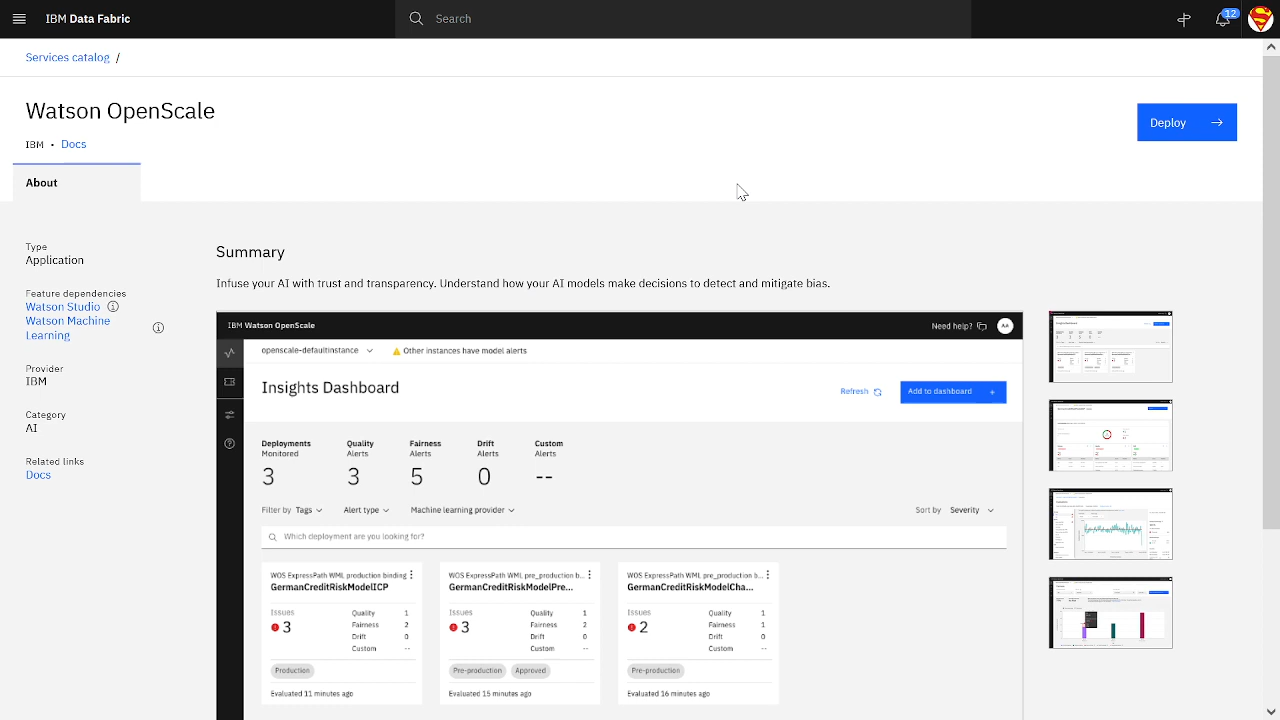 IBM Data Fabric
Search
12
Services catalog /
Watson OpenScale
Deploy
IBM • Docs
About
Type
Application
Feature dependencies
Watson Studio
Watson Machine
Learning
Provider
IBM
Category
AI
Related links
Docs
Summary
Infuse your AI with trust and transparency. Understand how your AI models make decisions to detect and mitigate bias.
IBM Watson OpenScale
Need help?
AA
openscale-defaultinstance
Other instances have model alerts
Insights Dashboard
Refresh
Add to dashboard +
Deployments Quality Fairness Drift Custom
Monitored Alerts Alerts Alerts Alerts
3 3 5 0 --
Filter by Tags Alert type Machine learning provider
Sort by Severity
Which deployment are you looking for?
WOS ExpressPath WML production binding
GermanCreditRiskModelICP
Issues
3
Quality 1
Fairness 2
Drift 0
Custom --
Production
Evaluated 11 minutes ago
WOS ExpressPath WML pre_production b...
GermanCreditRiskModelPre...
Issues
3
Quality 1
Fairness 2
Drift 0
Custom --
Pre-production Approved
Evaluated 15 minutes ago
WOS ExpressPath WML pre_production b...
GermanCreditRiskModelCha...
Issues
2
Quality 1
Fairness 1
Drift 0
Custom --
Pre-production
Evaluated 16 minutes ago